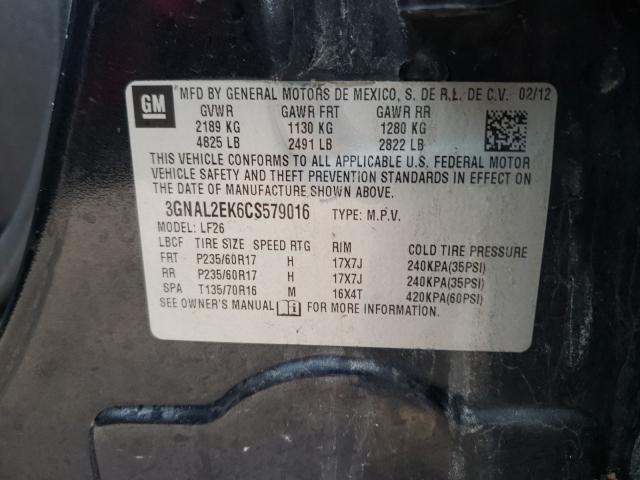 GM MFD BY GENERAL MOTORS DE MEXICO, S. DE R.L. DE C.V. 02/12
GVWR GAWR FRT GAWR RR
2189 KG 1130 KG 1280 KG
4825 LB 2491 LB 2822 LB
THIS VEHICLE CONFORMS TO ALL APPLICABLE U.S. FEDERAL MOTOR
VEHICLE SAFETY AND THEFT PREVENTION STANDARDS IN EFFECT ON
THE DATE OF MANUFACTURE SHOWN ABOVE.
3GNAL2EK6CS579016 TYPE: M.P.V.
MODEL: LF26
LBCF TIRE SIZE SPEED RTG RIM COLD TIRE PRESSURE
FRT P235/60R17 H 17X7J 240KPA(35PSI)
RR P235/60R17 H 17X7J 240KPA(35PSI)
SPA T135/70R16 M 16X4T 420KPA(60PSI)
SEE OWNER'S MANUAL FOR MORE INFORMATION.